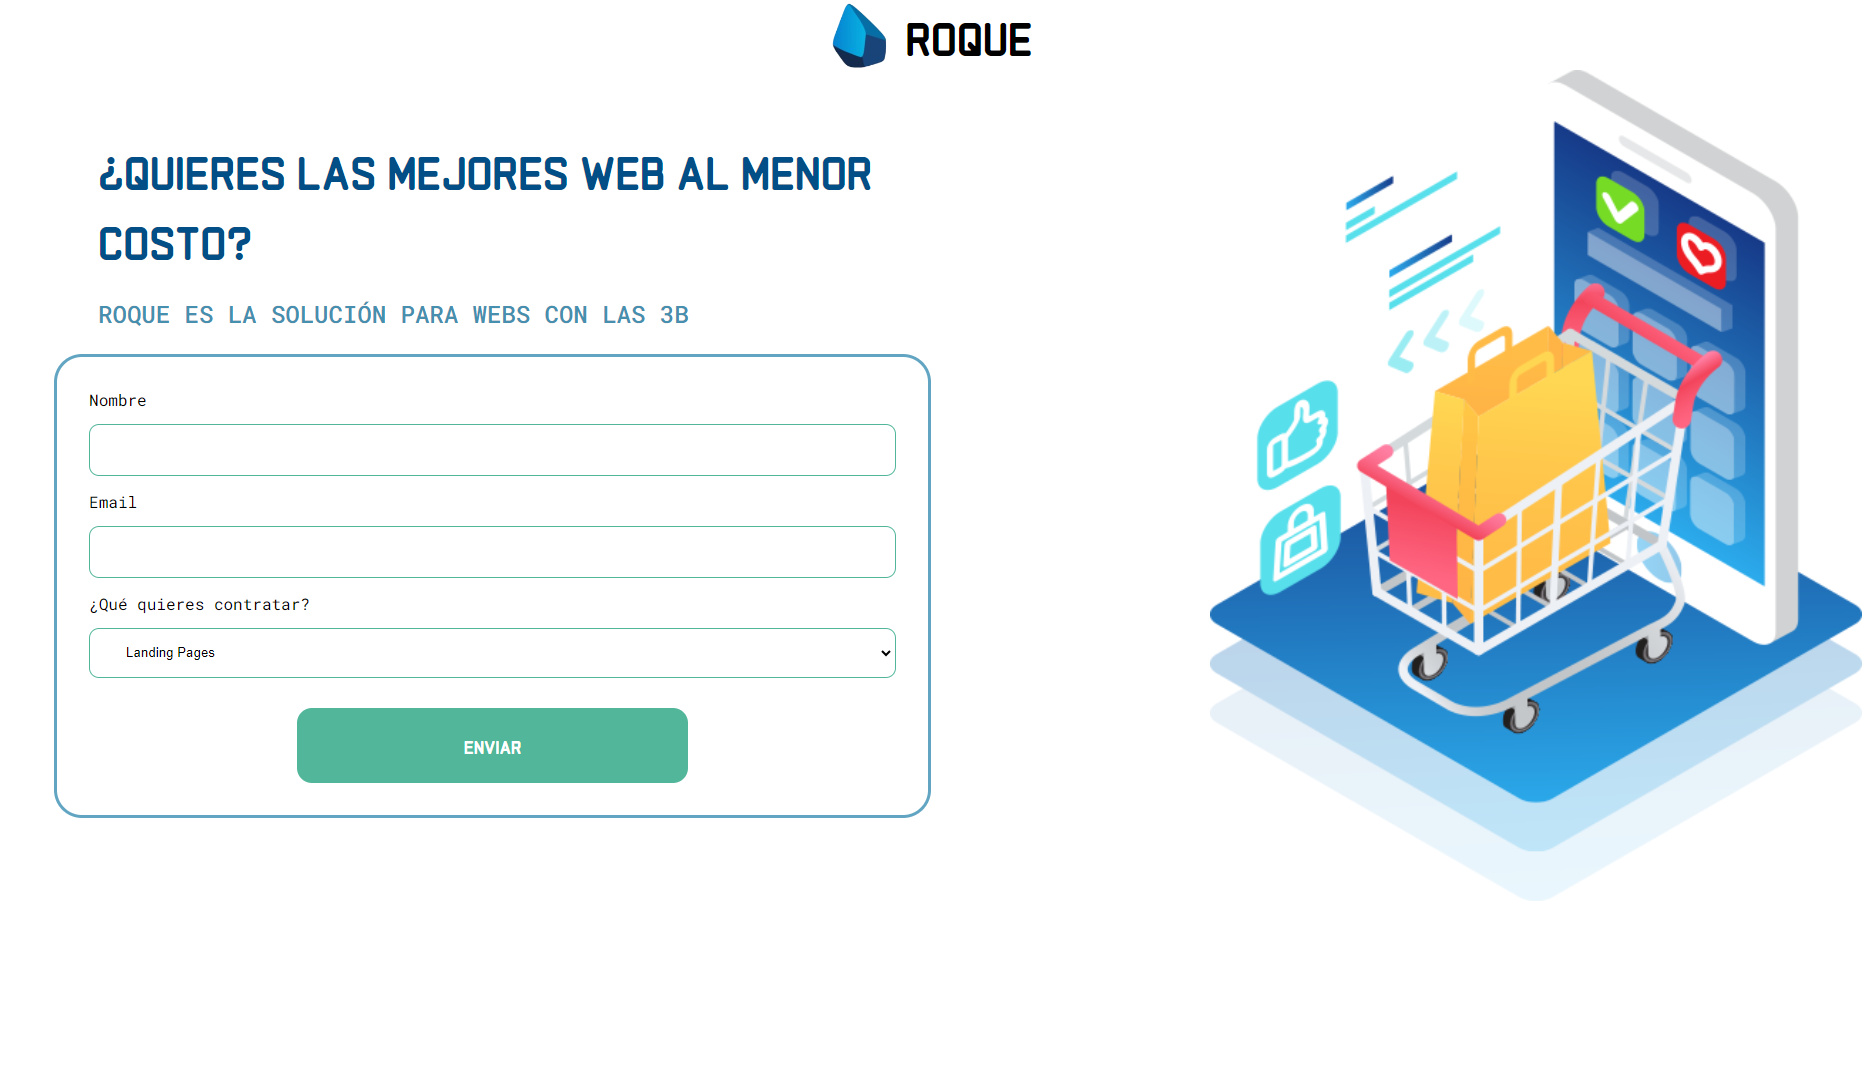 ROQUE
¿QUIERES LAS MEJORES WEB AL MENOR
COSTO?
ROQUE ES LA SOLUCIÓN PARA WEBS CON LAS 3B
Nombre
Email
¿Qué quieres contratar?
Landing Pages
ENVIAR